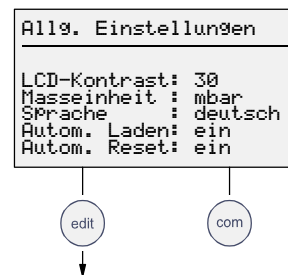 Allg. Einstellungen
LCD-Kontrast: 30
Masseinheit : mbar
Sprache : deutsch
Autom. Laden: ein
Autom. Reset: ein
edit com